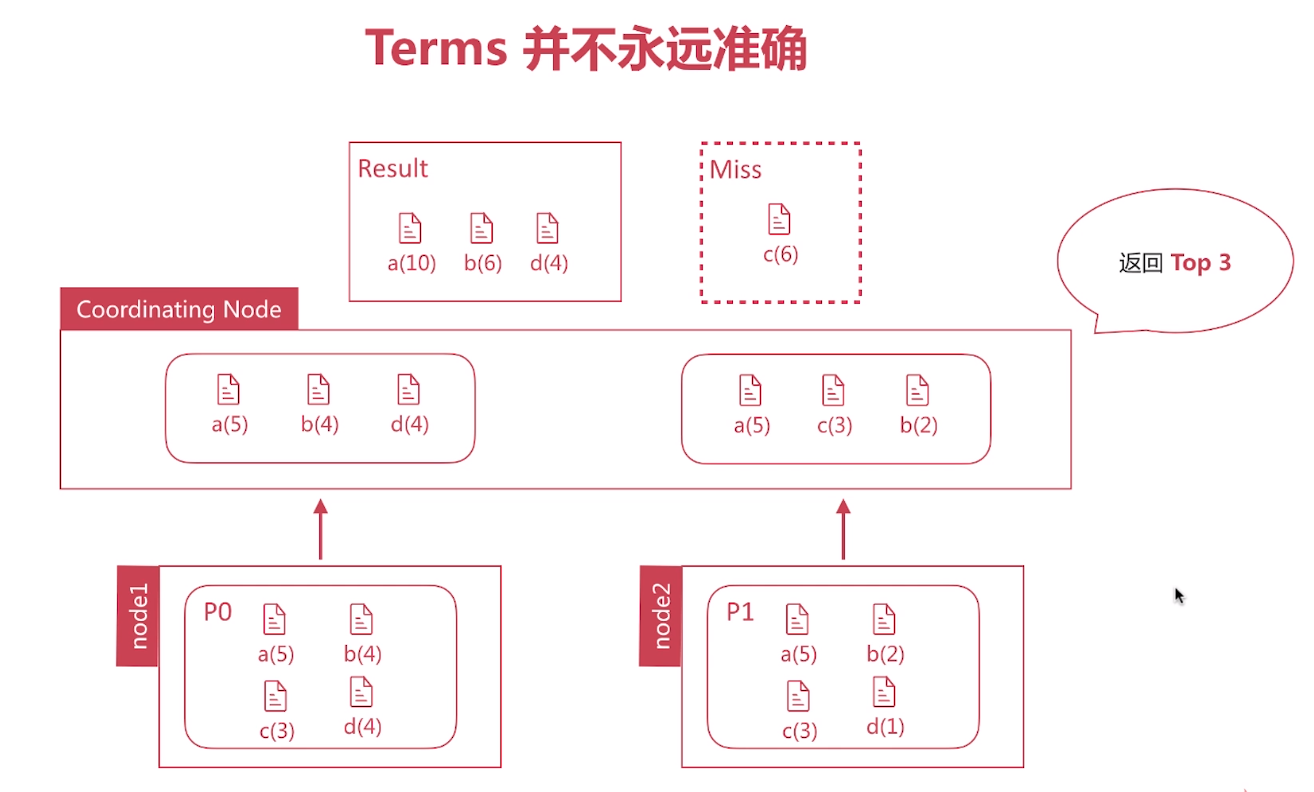 Terms 并不永远准确
Result
a(10) b(6) d(4)
Miss
c(6)
返回 Top 3
Coordinating Node
a(5) b(4) d(4)
a(5) c(3) b(2)
node1
P0
a(5) b(4)
c(3) d(4)
node2
P1
a(5) b(2)
c(3) d(1)